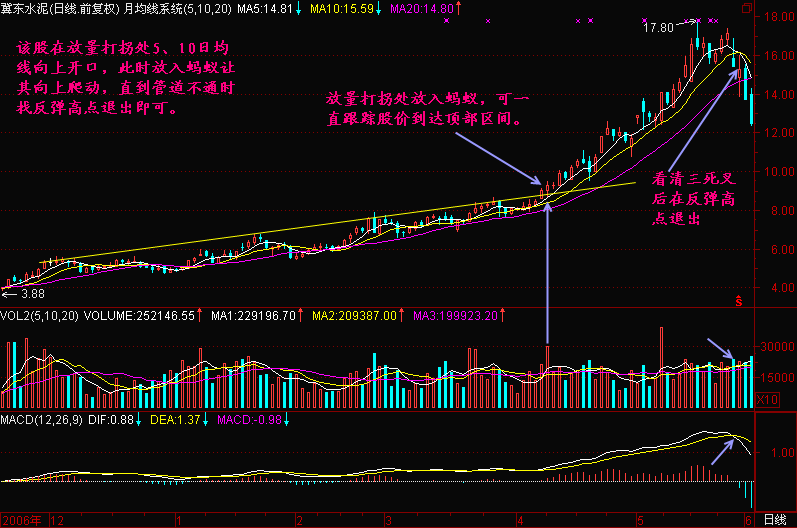 冀东水泥(日线.前复权) 月均线系统(5,10,20) MA5:14.81↓ MA10:15.59↓ MA20:14.80↑
18.00
17.80
该股在放量打拐处5、10日均
线向上开口，此时放入蚂蚁让
其向上爬动，直到管道不通时
找反弹高点退出即可。
16.00
14.00
放量打拐处放入蚂蚁，可一
直跟踪股价到达顶部区间。
12.00
10.00
看清三死叉
后在反弹高
点退出
8.00
6.00
4.00
←3.88
S
VOL2(5,10,20) VOLUME:252146.55↑ MA1:229196.70↑ MA2:209387.00↑ MA3:199923.20↑
30000
15000
X10
MACD(12,26,9) DIF:0.88↓ DEA:1.37↓ MACD:-0.98↓
1.00
2006年 12 1 2 3 4 5 6 日线